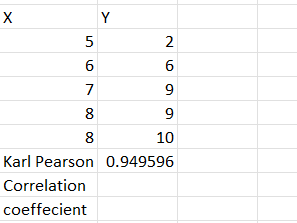 X Y
5 2
6 6
7 9
8 9
8 10
Karl Pearson 0.949596
Correlation
coeffecient